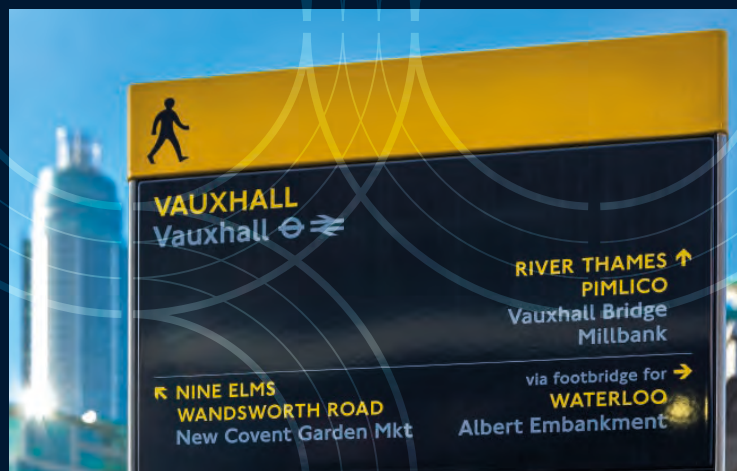 VAUXHALL
Vauxhall
RIVER THAMES
PIMLICO
Vauxhall Bridge
Millbank
NINE ELMS
WANDSWORTH ROAD
New Covent Garden Mkt
via footbridge for
WATERLOO
Albert Embankment